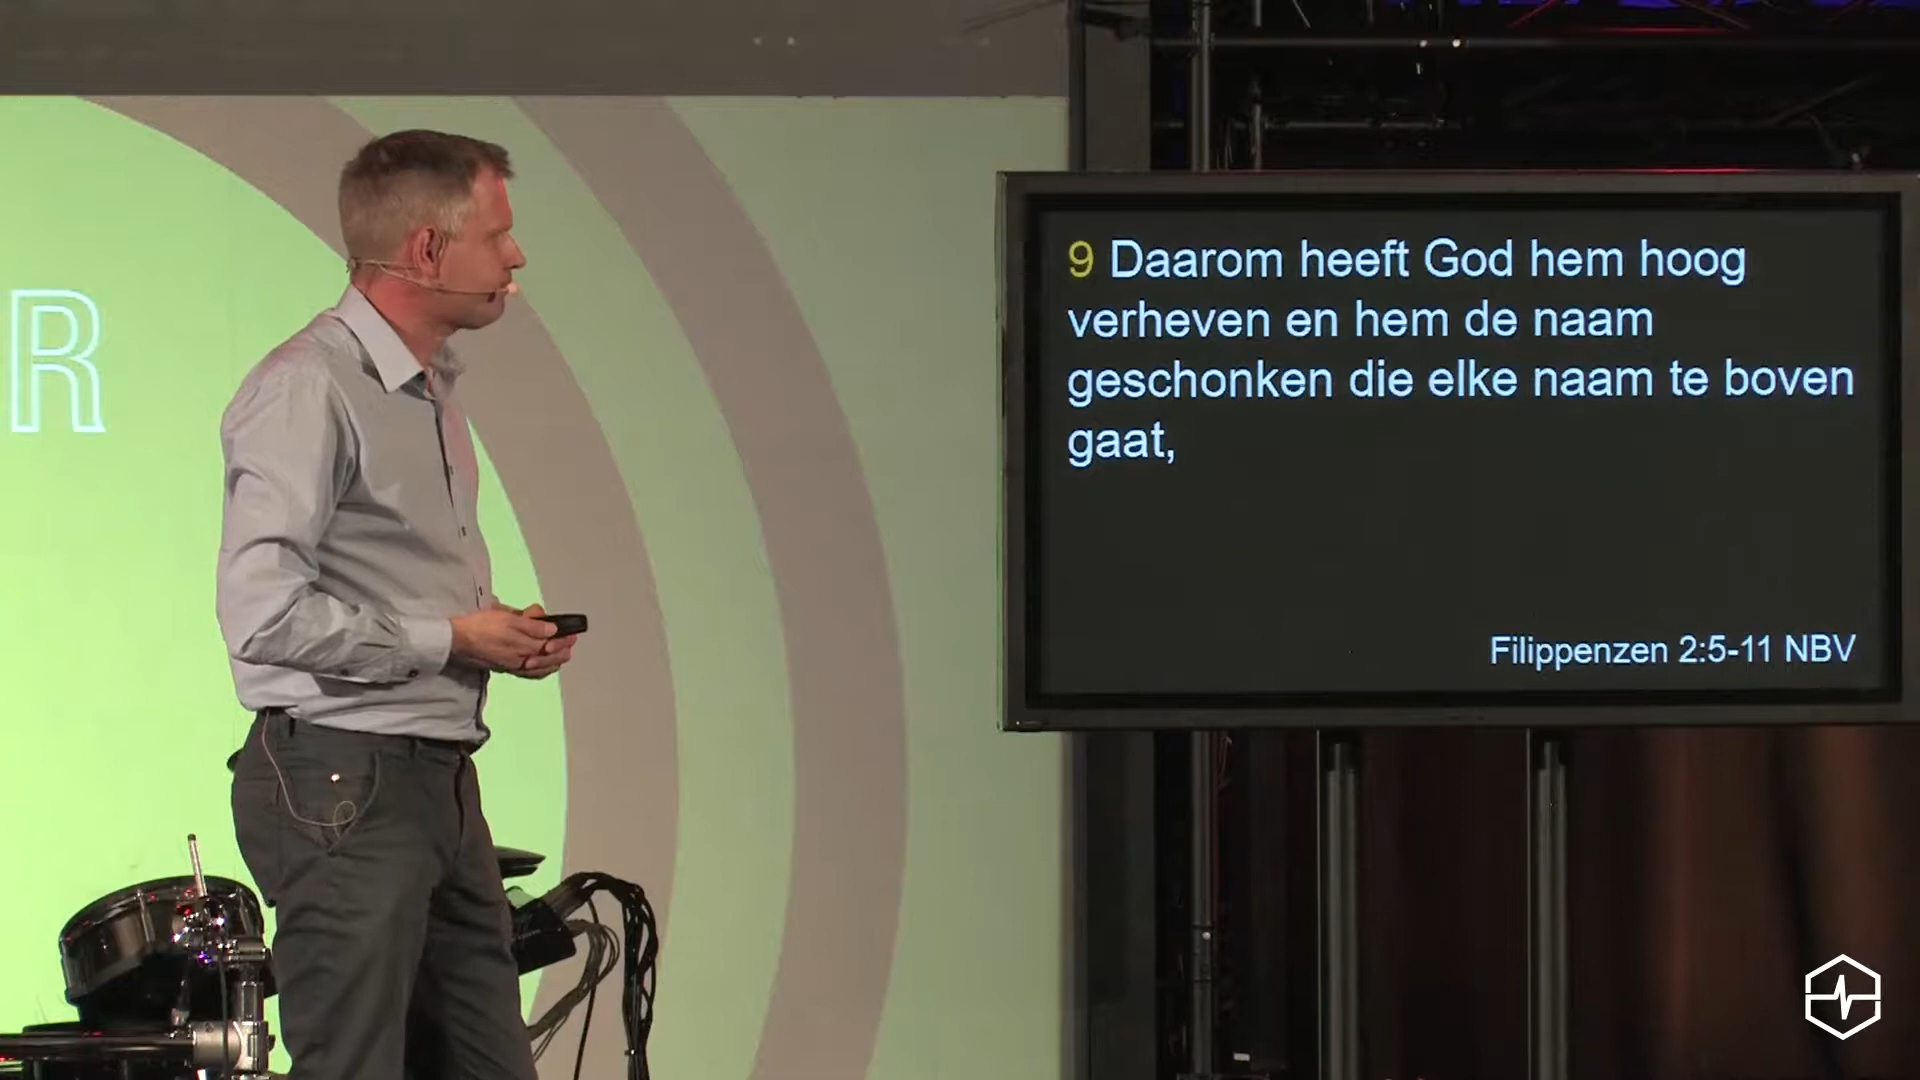 R
9 Daarom heeft God hem hoog
verheven en hem de naam
geschonken die elke naam te boven
gaat,
Filippenzen 2:5-11 NBV